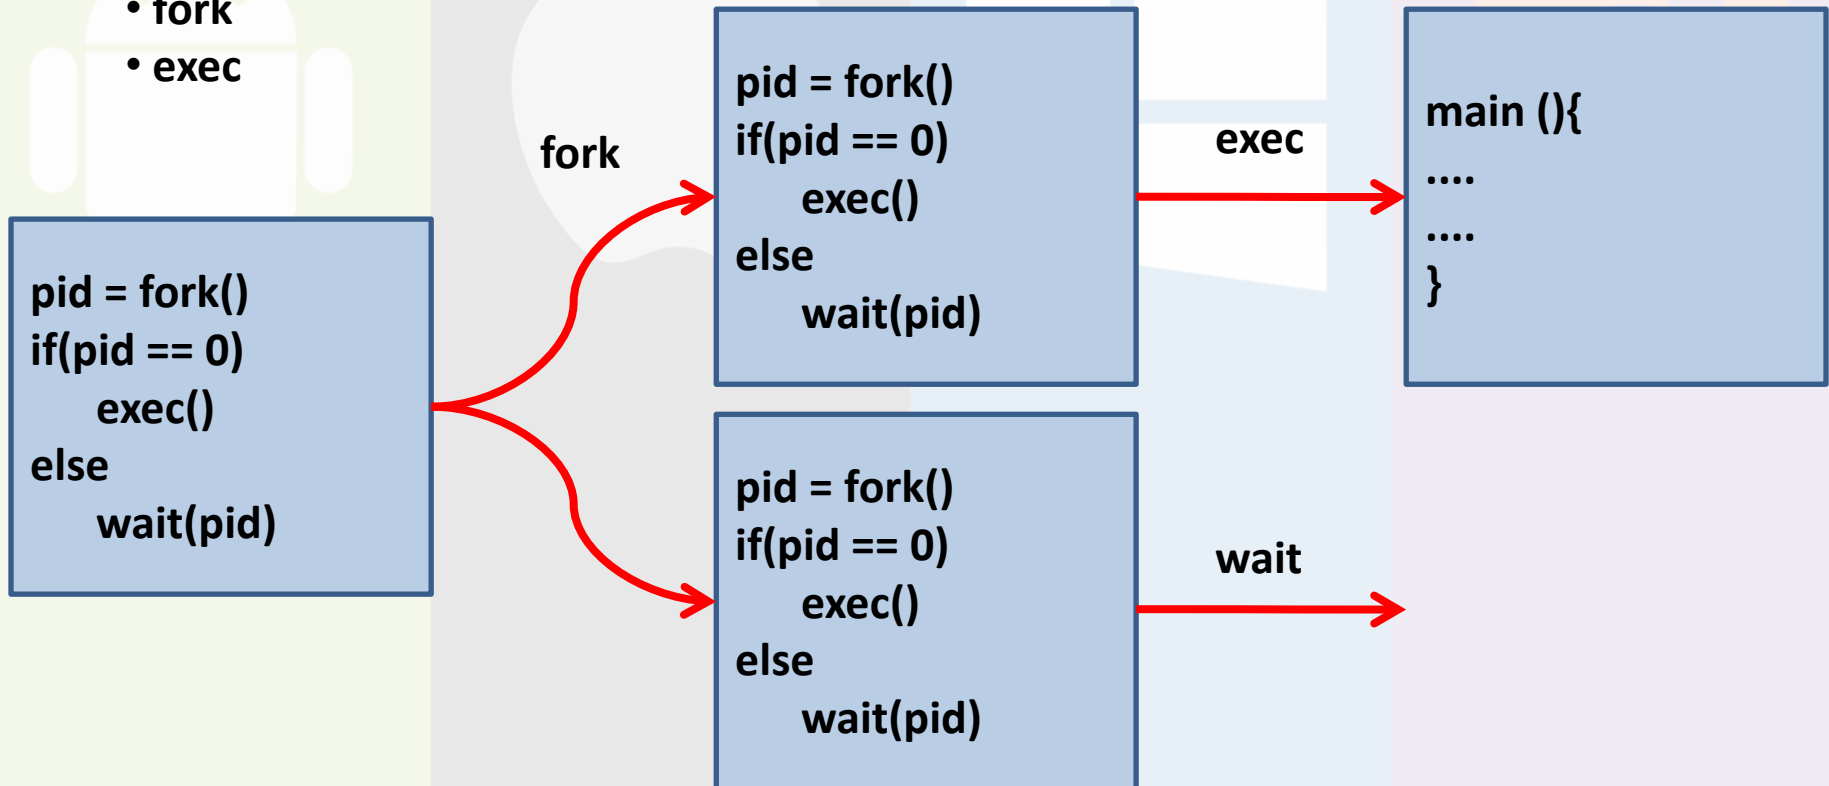 • fork
• exec
pid = fork()
if(pid == 0)
exec()
else
wait(pid)
fork
pid = fork()
if(pid == 0)
exec()
else
wait(pid)
exec
main (){
....
....
}
pid = fork()
if(pid == 0)
exec()
else
wait(pid)
wait